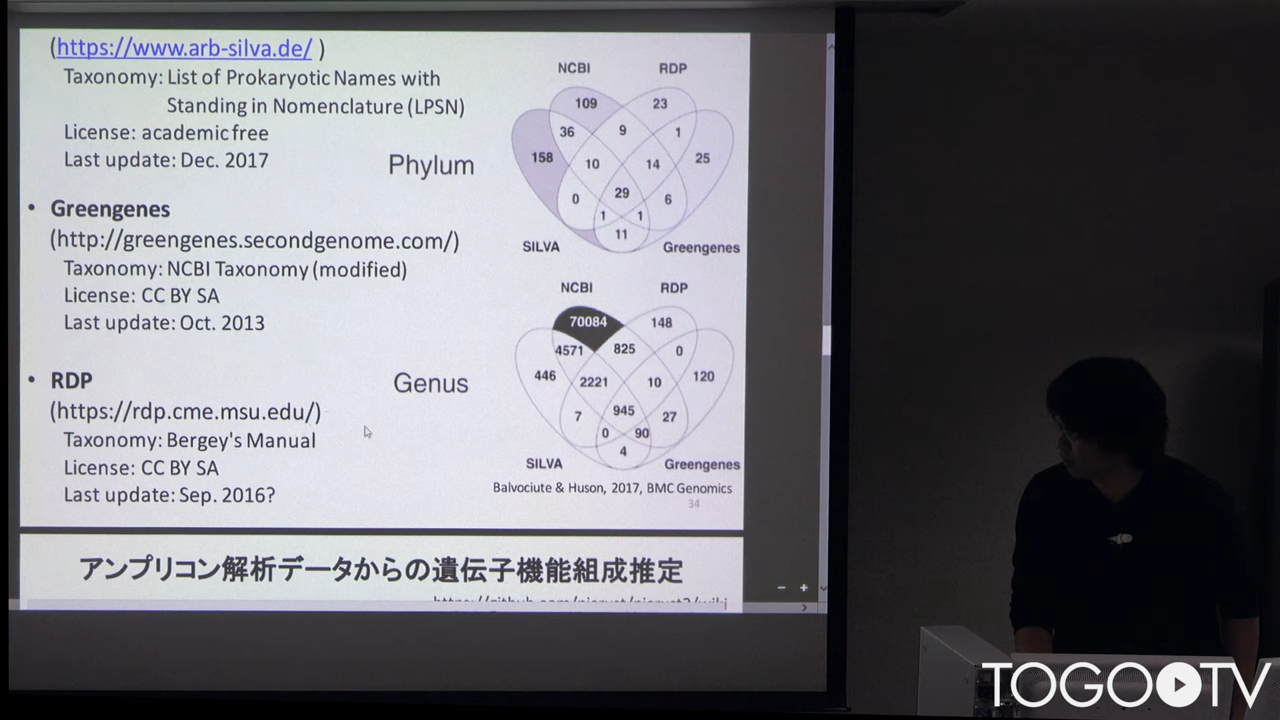 (https://www.arb-silva.de/ )
Taxonomy: List of Prokaryotic Names with
Standing in Nomenclature (LPSN)
License: academic free
Last update: Dec. 2017
• Greengenes
(http://greengenes.secondgenome.com/)
Taxonomy: NCBI Taxonomy (modified)
License: CC BY SA
Last update: Oct. 2013
• RDP
(https://rdp.cme.msu.edu/)
Taxonomy: Bergey's Manual
License: CC BY SA
Last update: Sep. 2016?
Phylum
NCBI RDP
109 23
36 9 1
158 10 14 25
0 29 6
1 1
11
SILVA Greengenes
Genus
NCBI RDP
70084 148
4571 825 0
446 2221 10 120
7 945 27
0 90
4
SILVA Greengenes
Balvociute & Huson, 2017, BMC Genomics
34
アンプリコン解析データからの遺伝子機能組成推定
TOGO TV